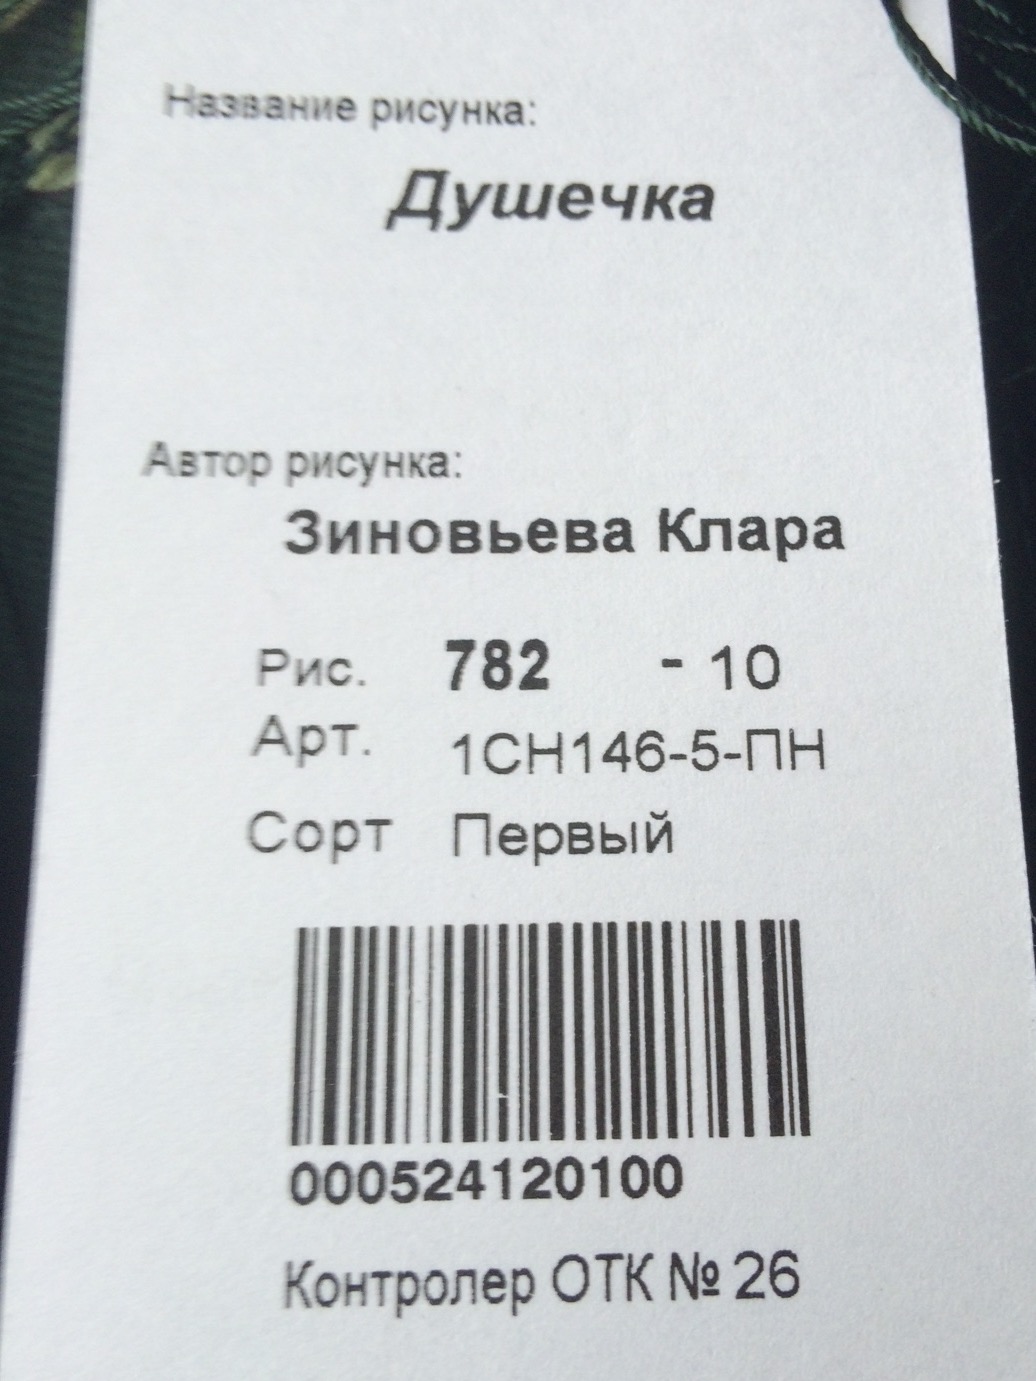 Название рисунка:
Душечка
Автор рисунка:
Зиновьева Клара
Рис. 782 - 10
Арт. 1СН146-5-ПН
Сорт Первый
000524120100
Контролер ОТК № 26